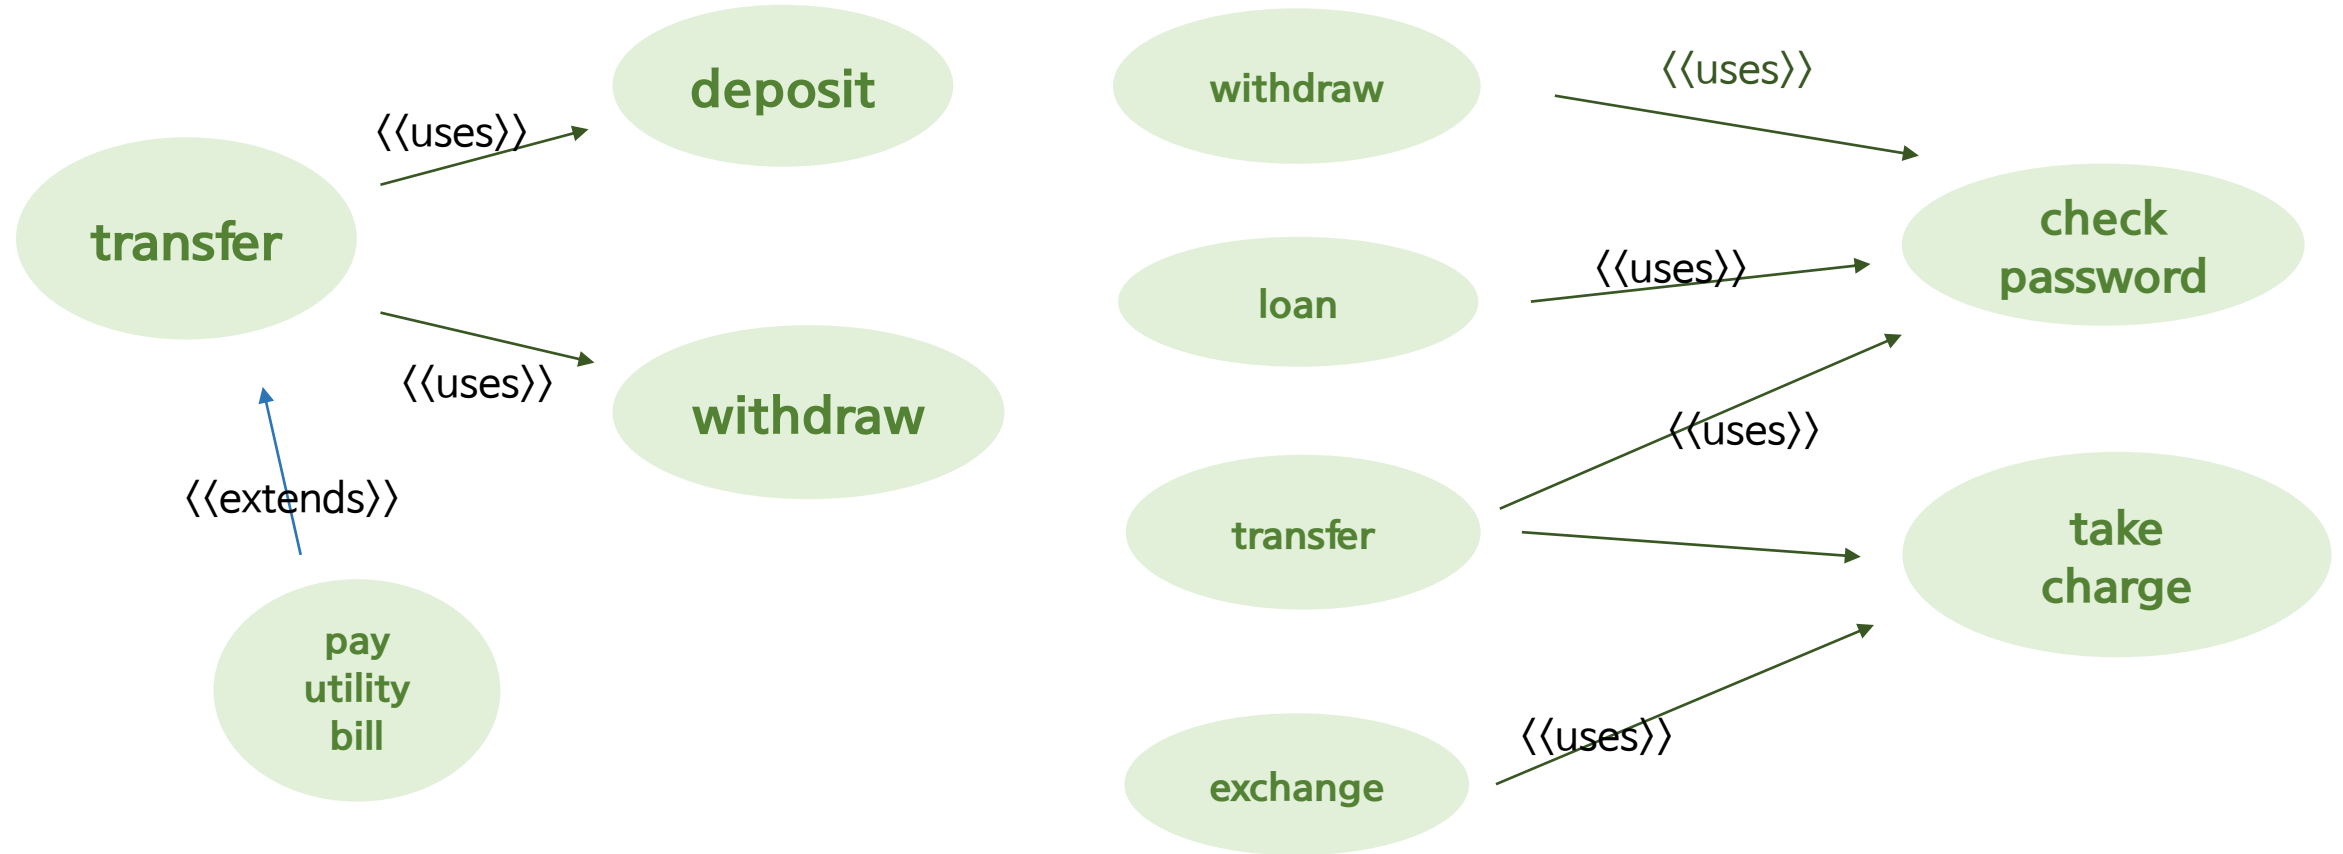 deposit
〈〈uses〉〉
transfer
〈〈uses〉〉
withdraw
〈〈extends〉〉
pay
utility
bill
withdraw
〈〈uses〉〉
check
password
loan
〈〈uses〉〉
transfer
〈〈uses〉〉
take
charge
exchange
〈〈uses〉〉